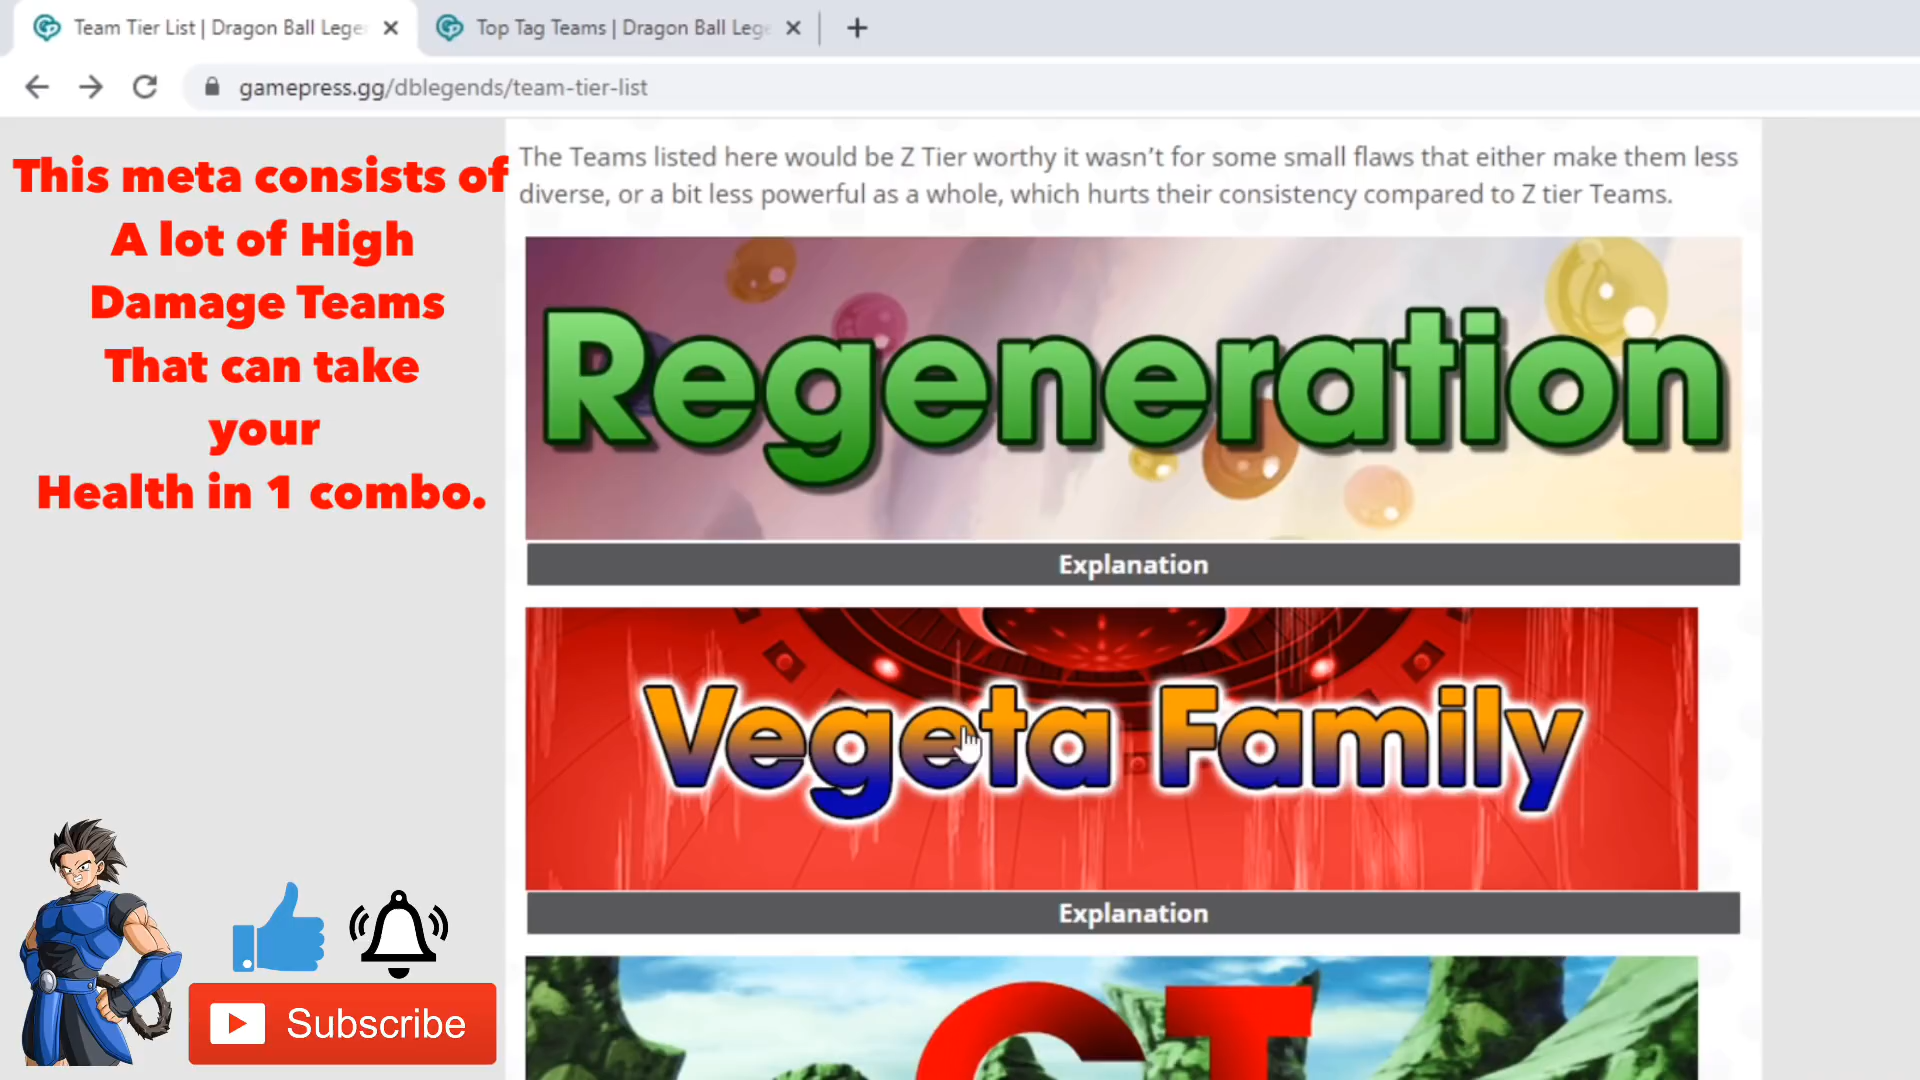 Team Tier List | Dragon Ball Lege
Top Tag Teams | Dragon Ball Lege
gamepress.gg/dblegends/team-tier-list
This meta consists of
A lot of High
Damage Teams
That can take
your
Health in 1 combo.
The Teams listed here would be Z Tier worthy it wasn't for some small flaws that either make them less
diverse, or a bit less powerful as a whole, which hurts their consistency compared to Z tier Teams.
Regeneration
Explanation
Vegeta Family
Explanation
GT
Subscribe